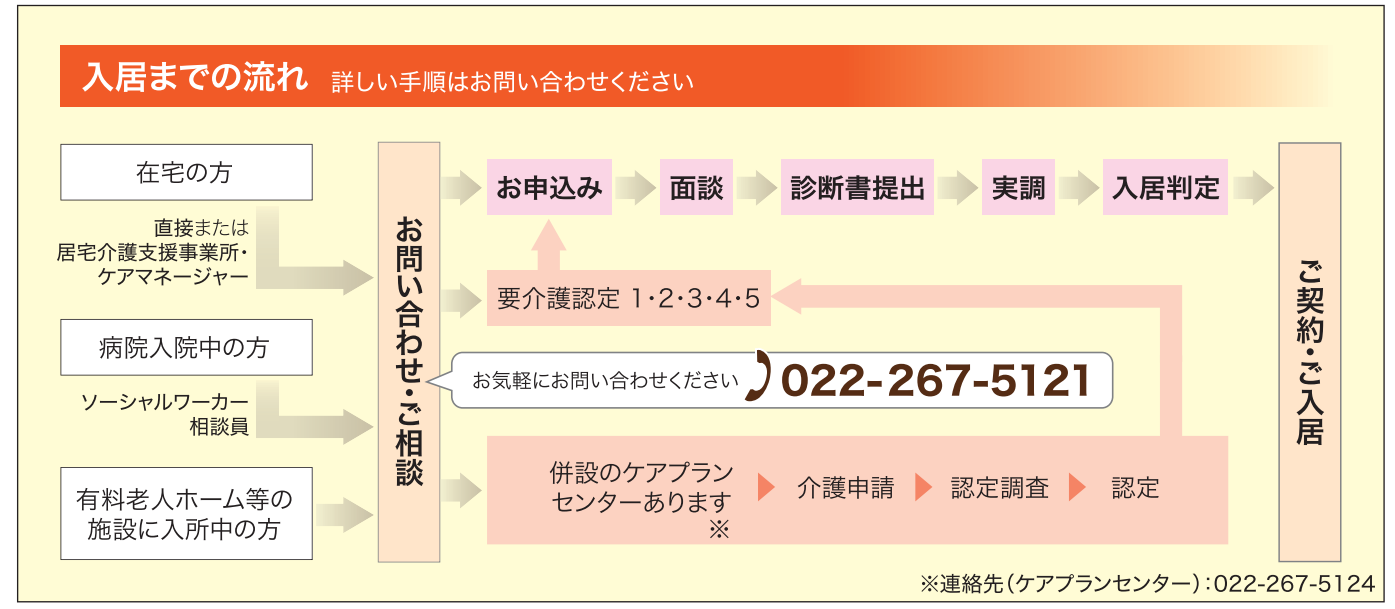 入居までの流れ 詳しい手順はお問い合わせください
在宅の方
直接または
居宅介護支援事業所・
ケアマネージャー
病院入院中の方
ソーシャルワーカー
相談員
有料老人ホーム等の
施設に入所中の方
お問い合わせ・ご相談
お申込み
面談
診断書提出
実調
入居判定
要介護認定 1・2・3・4・5
お気軽にお問い合わせください 022-267-5121
併設のケアプラン
センターあります
※
介護申請
認定調査
認定
ご契約・ご入居
※連絡先（ケアプランセンター）：022-267-5124